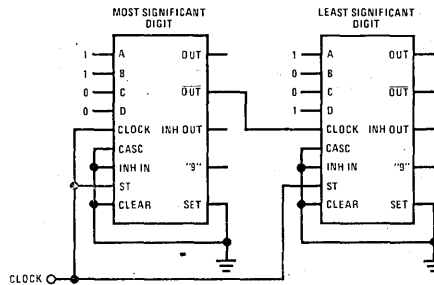 MOST SIGNIFICANT
DIGIT
1 A OUT
1 B
0 C OUT
0 D
CLOCK INH OUT
CASC
INH IN "9"
ST
CLEAR SET
LEAST SIGNIFICANT
DIGIT
1 A OUT
0 B
0 C OUT
1 D
CLOCK INH OUT
CASC
INH IN "9"
ST
CLEAR SET
CLOCK